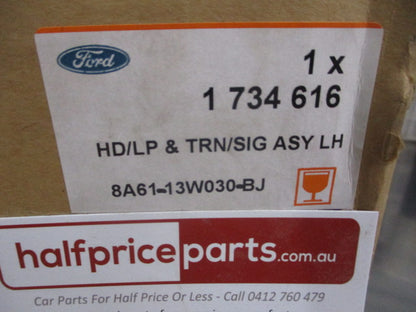 Ford
1 x
1 734 616
HD/LP & TRN/SIG ASY LH
8A61-13W030-BJ
halfpriceparts.com.au
Car Parts For Half Price Or Less - Call 0412 760 479